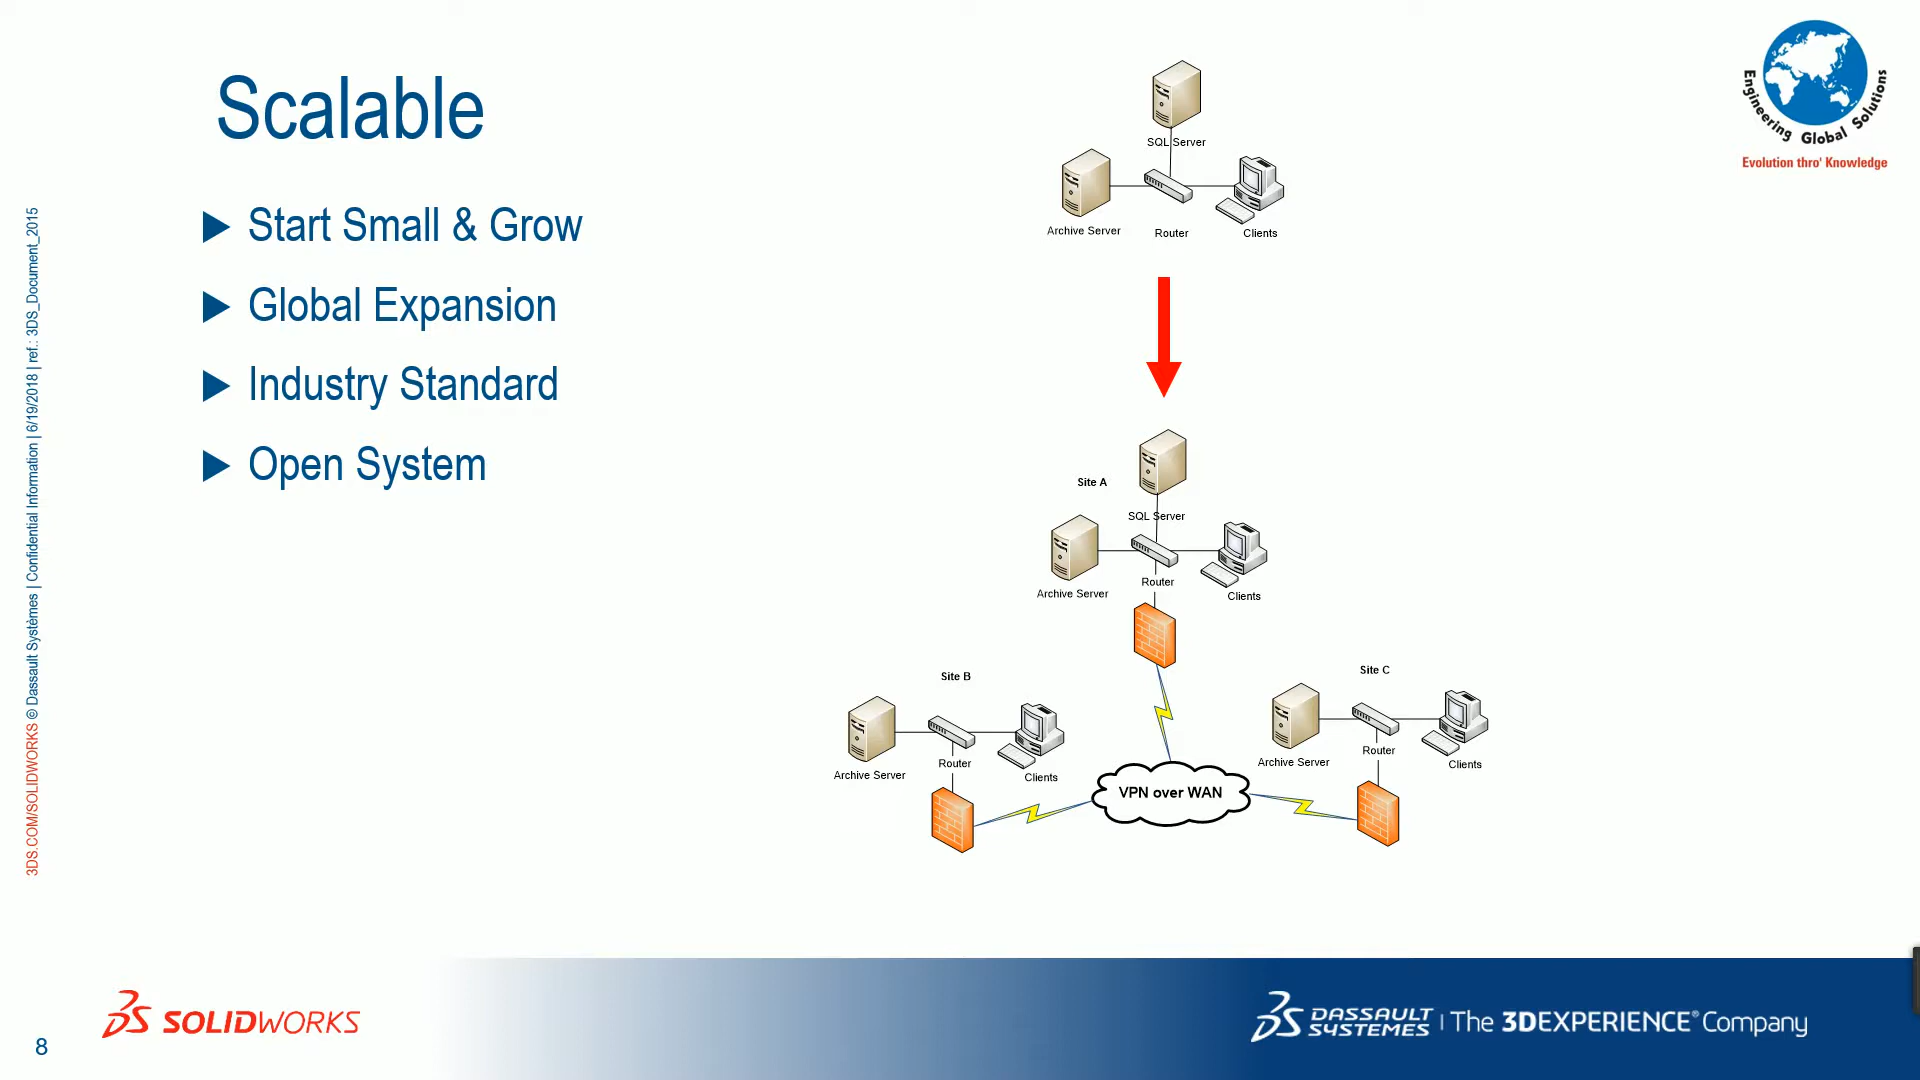 Scalable
Start Small & Grow
Global Expansion
Industry Standard
Open System
SQL Server
Archive Server
Router
Clients
Site A
SQL Server
Archive Server
Router
Clients
Site B
Archive Server
Router
Clients
Site C
Archive Server
Router
Clients
VPN over WAN
Engineering Global Solutions
Evolution thro' Knowledge
3DS.COM/SOLIDWORKS © Dassault Systèmes | Confidential Information | 6/19/2018 | ref.: 3DS_Document_2015
8
SOLIDWORKS
DASSAULT SYSTEMES | The 3DEXPERIENCE® Company